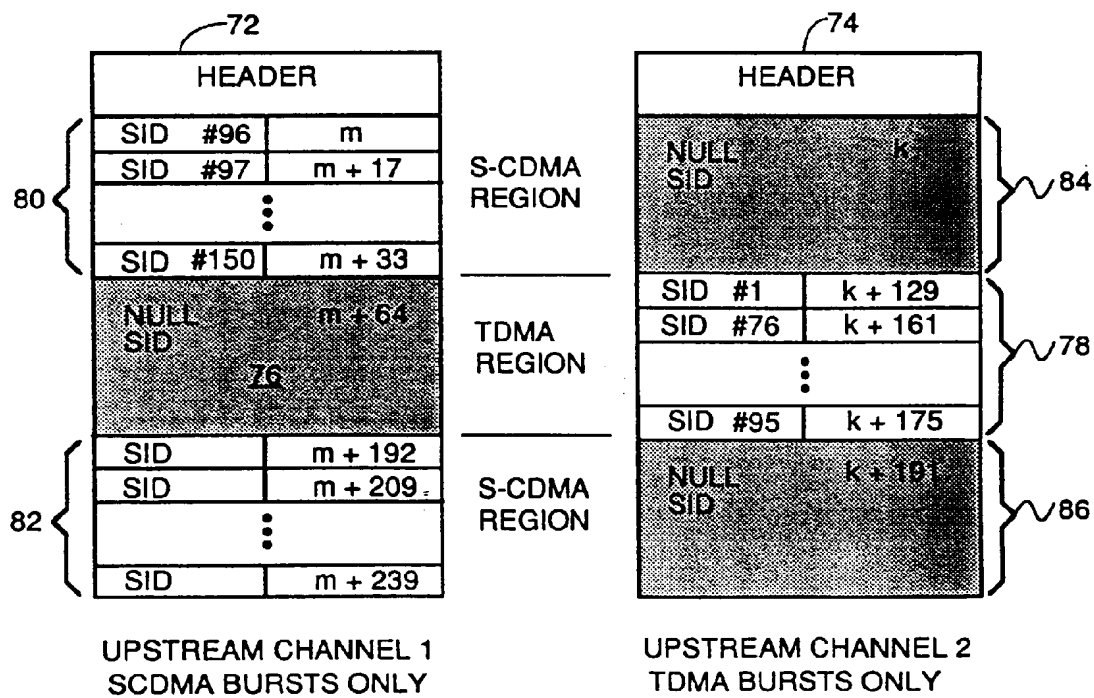 72
HEADER
SID #96 m
SID #97 m + 17
SID #150 m + 33
NULL SID m + 64
76
SID m + 192
SID m + 209
SID m + 239
80
82
UPSTREAM CHANNEL 1
SCDMA BURSTS ONLY
S-CDMA
REGION
TDMA
REGION
S-CDMA
REGION
74
HEADER
NULL SID k
SID #1 k + 129
SID #76 k + 161
SID #95 k + 175
NULL SID k + 191
84
78
86
UPSTREAM CHANNEL 2
TDMA BURSTS ONLY